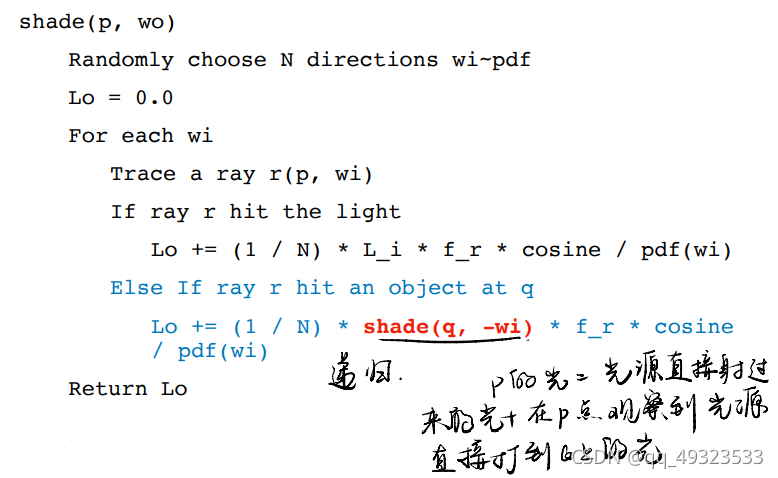 shade(p, wo)
Randomly choose N directions wi~pdf
Lo = 0.0
For each wi
Trace a ray r(p, wi)
If ray r hit the light
Lo += (1 / N) * L_i * f_r * cosine / pdf(wi)
Else If ray r hit an object at q
Lo += (1 / N) * shade(q, -wi) * f_r * cosine
/ pdf(wi)
递归.
Return Lo
p的光=光源直接射过
来的光+在p点观察到光源
直接打到 上的光
CSDN @qq_49323533